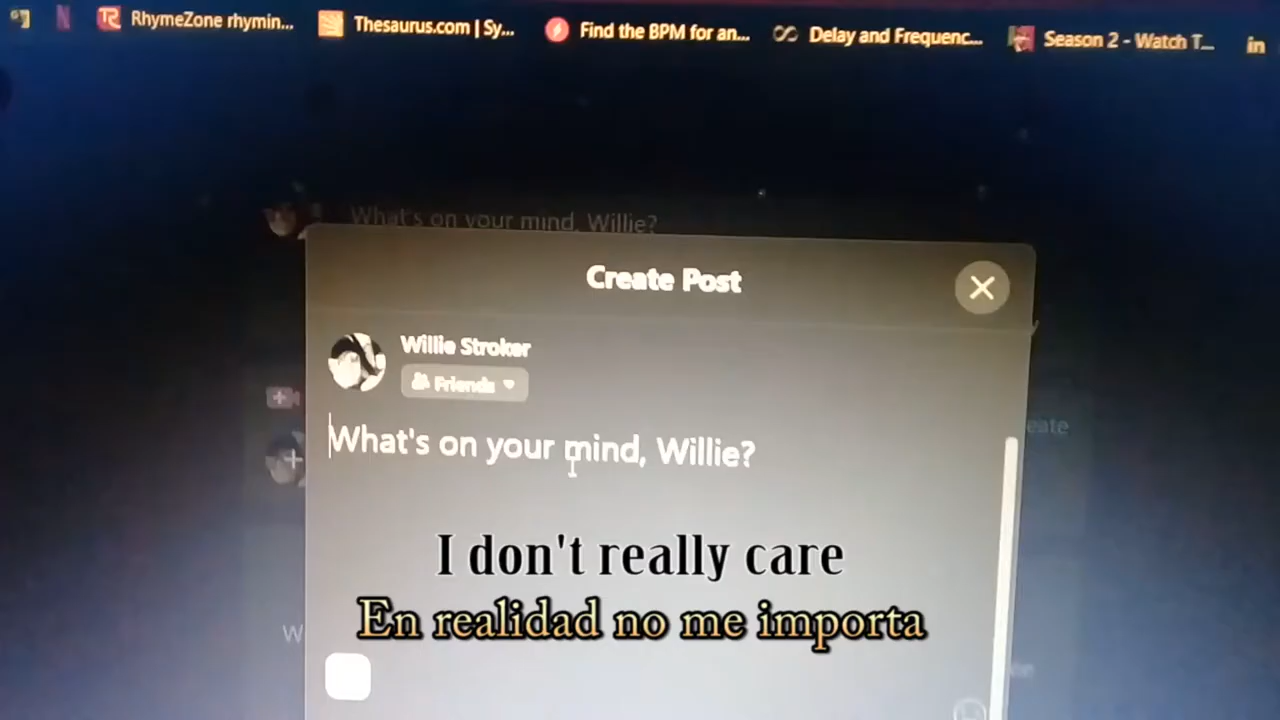 RhymeZone rhymin...
Thesaurus.com | Sy...
Find the BPM for an...
Delay and Frequenc...
Season 2 - Watch T...
in
What's on your mind, Willie?
Create Post
Willie Stroker
Friends
What's on your mind, Willie?
eate
I don't really care
En realidad no me importa
W